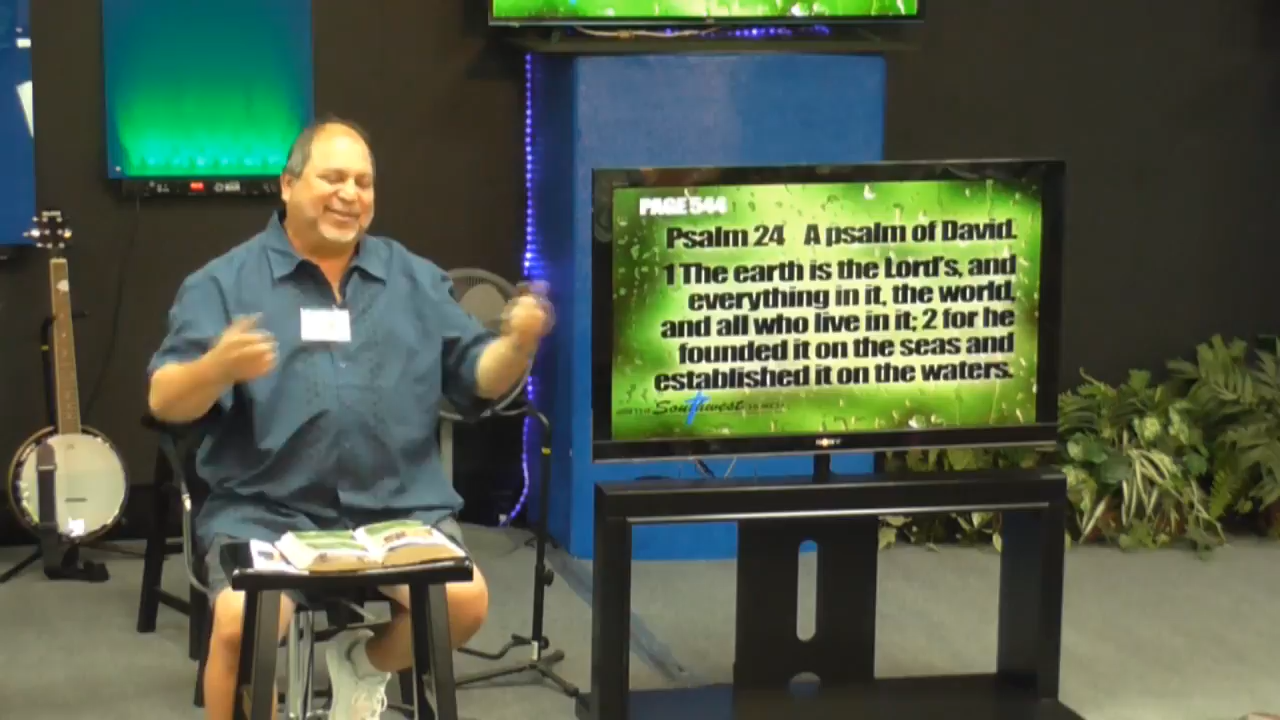 PAGE 544
Psalm 24 A psalm of David.
1 The earth is the Lord's, and
everything in it, the world,
and all who live in it; 2 for he
founded it on the seas and
established it on the waters.
Southwest
SONY